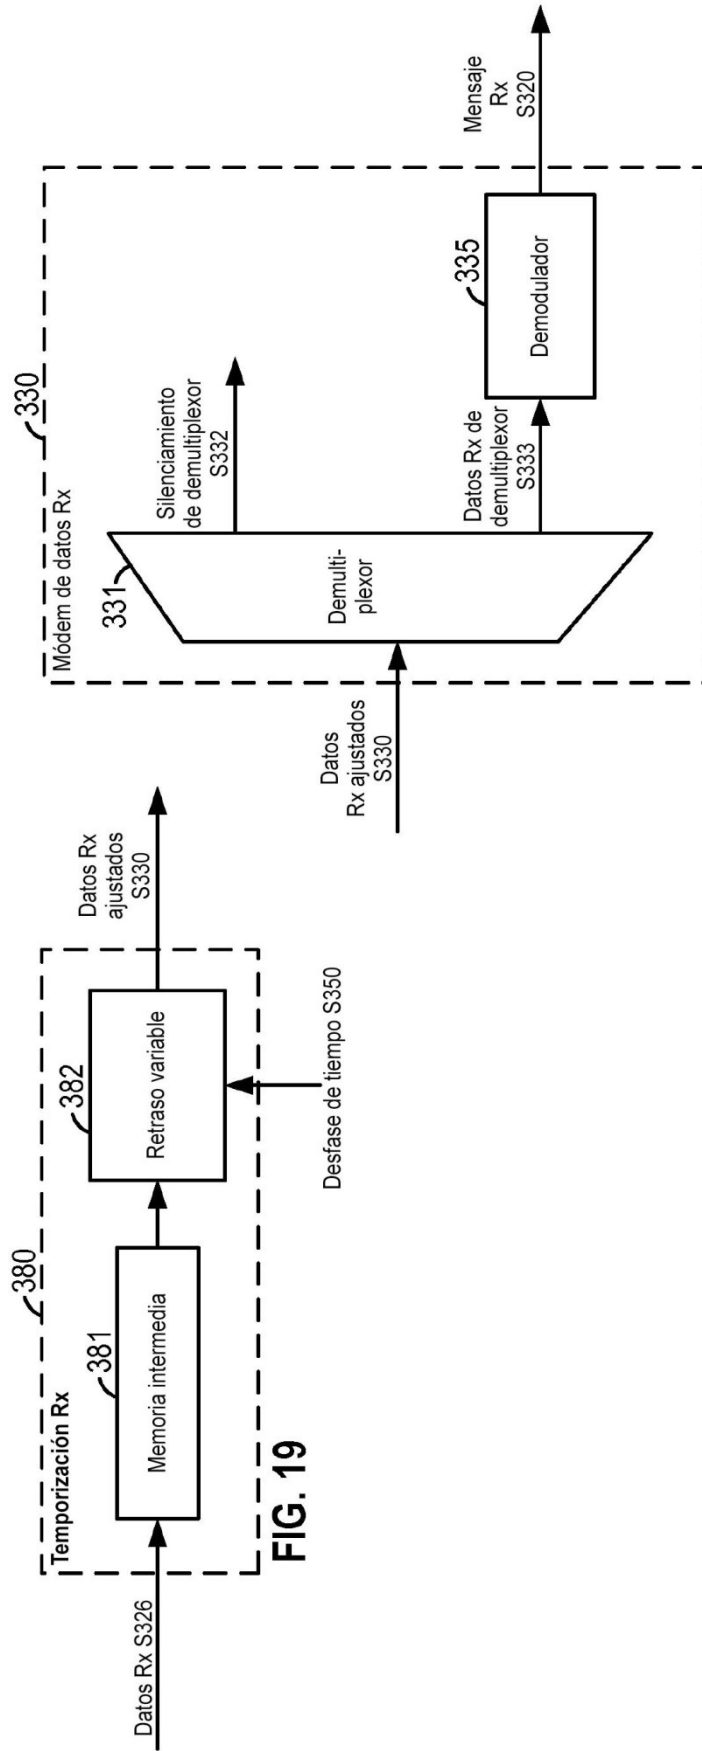 380
Temporización Rx
Datos Rx S326
381
Memoria intermedia
382
Retraso variable
Datos Rx
ajustados
S330
Desfase de tiempo S350
FIG. 19
330
Módem de datos Rx
Datos
Rx ajustados
S330
331
Demulti-
plexor
Silenciamiento
de demultiplexor
S332
Datos Rx de
demultiplexor
S333
335
Demodulador
Mensaje
Rx
S320